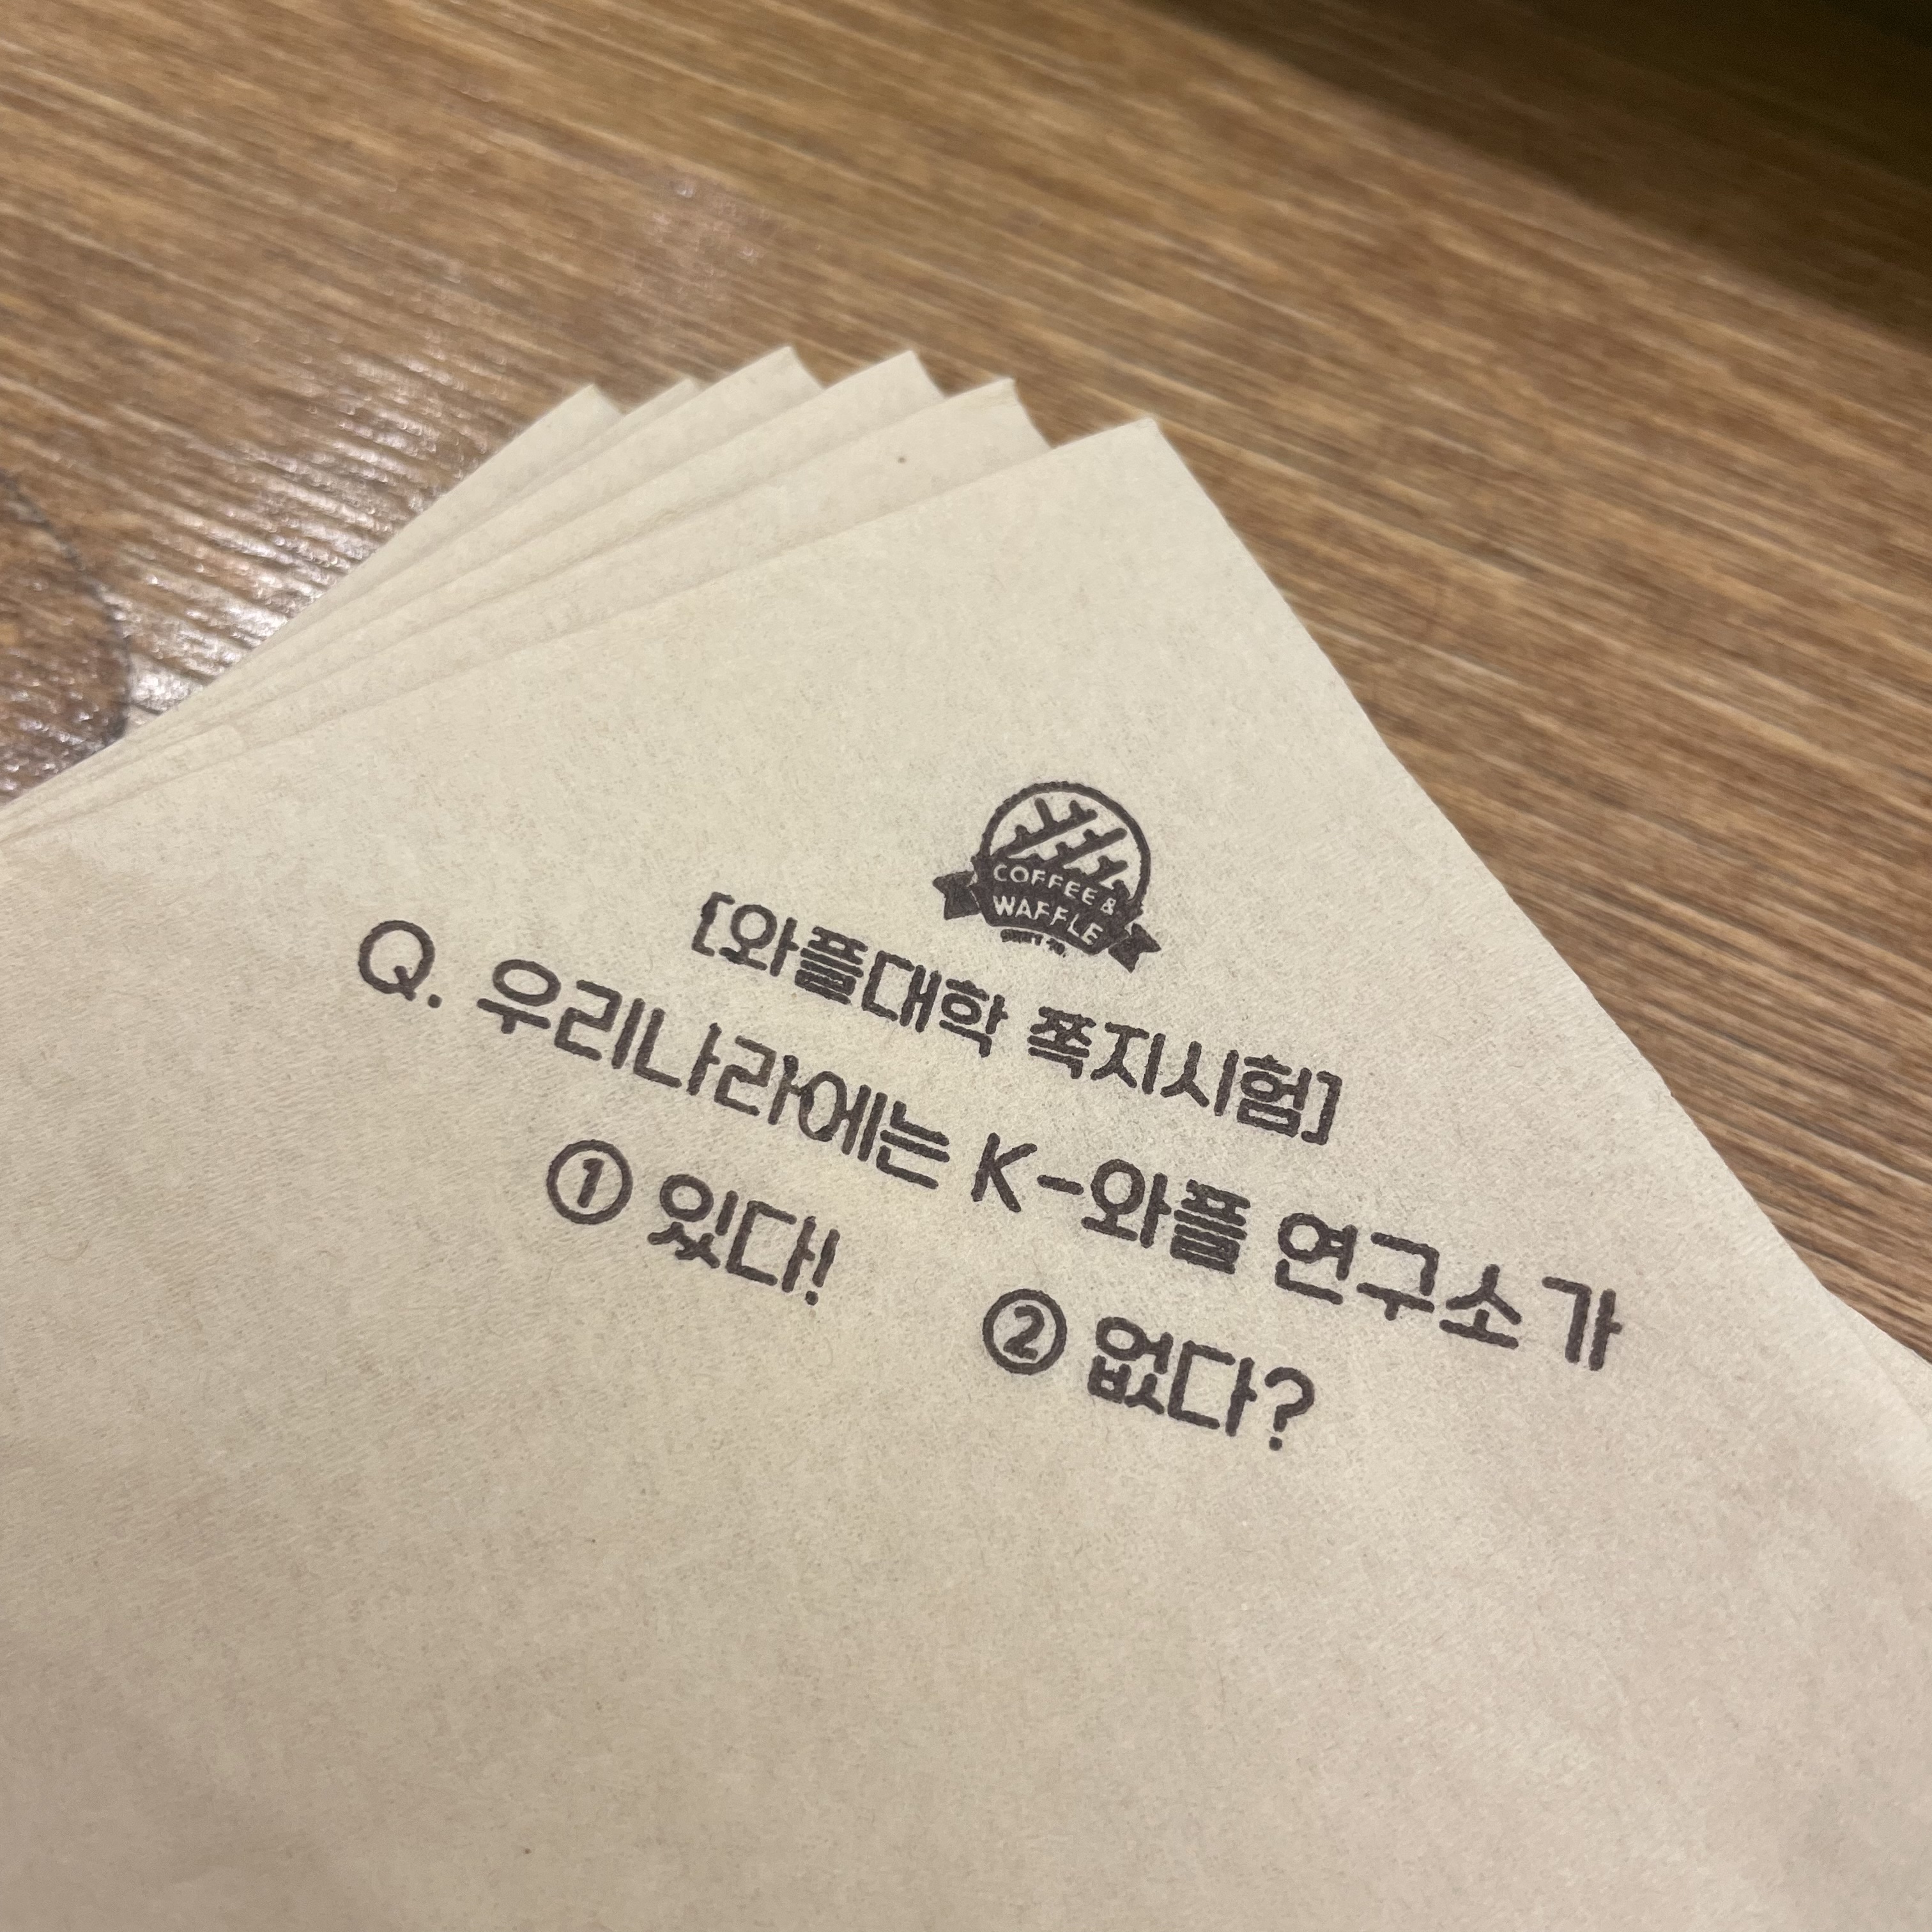 COFFEE &
WAFFLE
[와플대학 쪽지시험]
Q. 우리나라에는 K-와플 연구소가
① 있다! ② 없다?